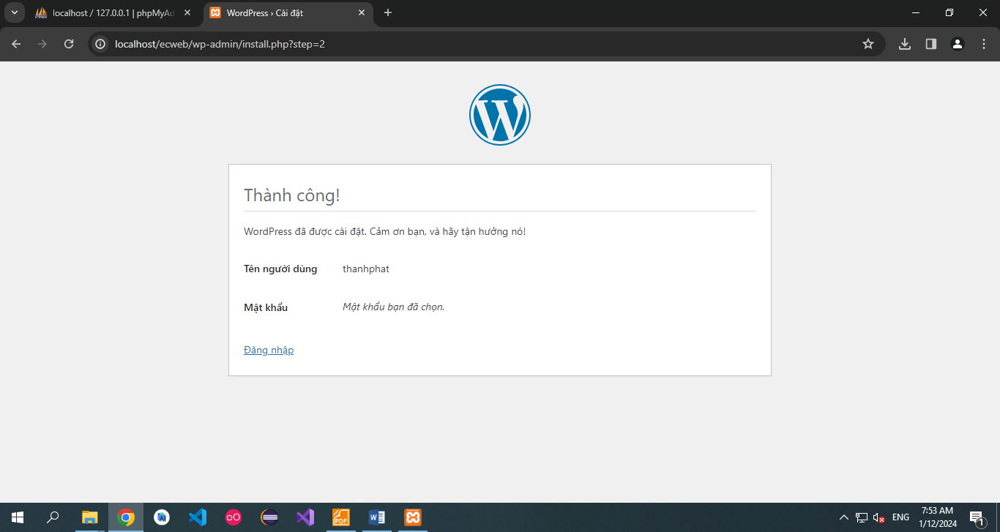 localhost / 127.0.0.1 | phpMyAd
WordPress › Cài đặt
localhost/ecweb/wp-admin/install.php?step=2
W
Thành công!
WordPress đã được cài đặt. Cảm ơn bạn, và hãy tận hưởng nó!
Tên người dùng thanhphat
Mật khẩu Mật khẩu bạn đã chọn.
Đăng nhập
PDF
W
ENG
7:53 AM
1/12/2024
1